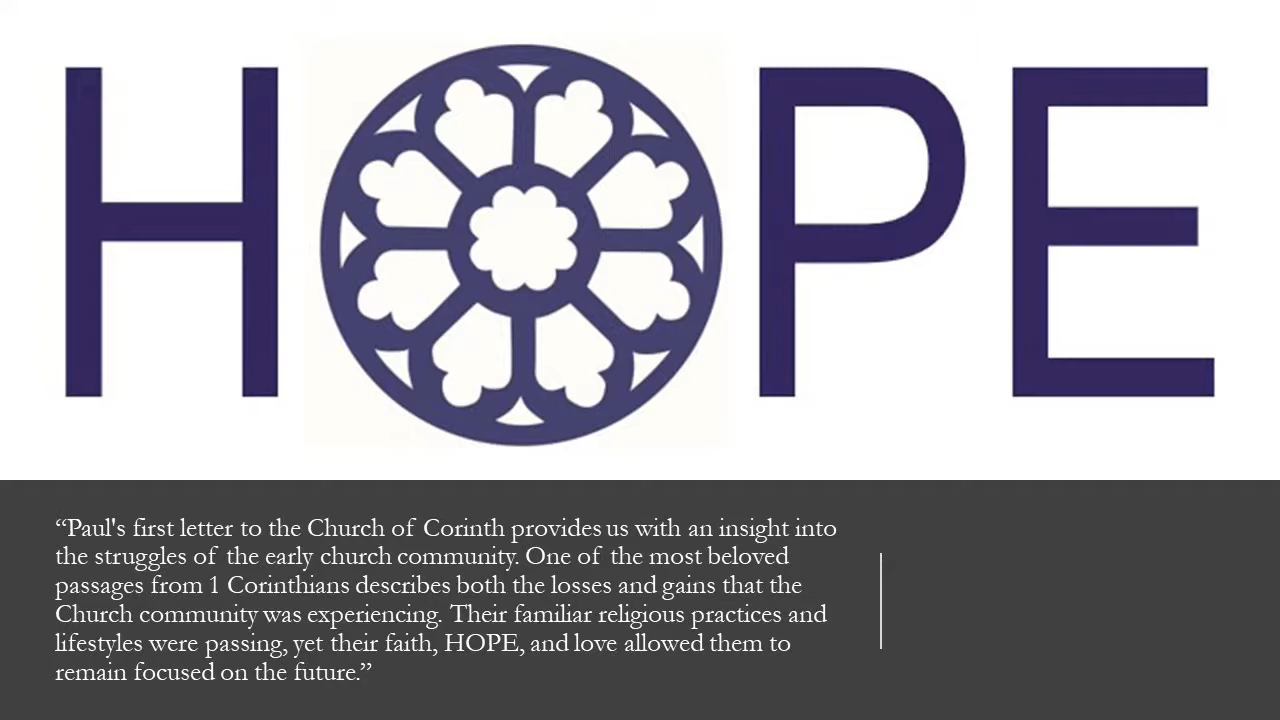 HOPE
“Paul's first letter to the Church of Corinth provides us with an insight into
the struggles of the early church community. One of the most beloved
passages from 1 Corinthians describes both the losses and gains that the
Church community was experiencing. Their familiar religious practices and
lifestyles were passing, yet their faith, HOPE, and love allowed them to
remain focused on the future.”